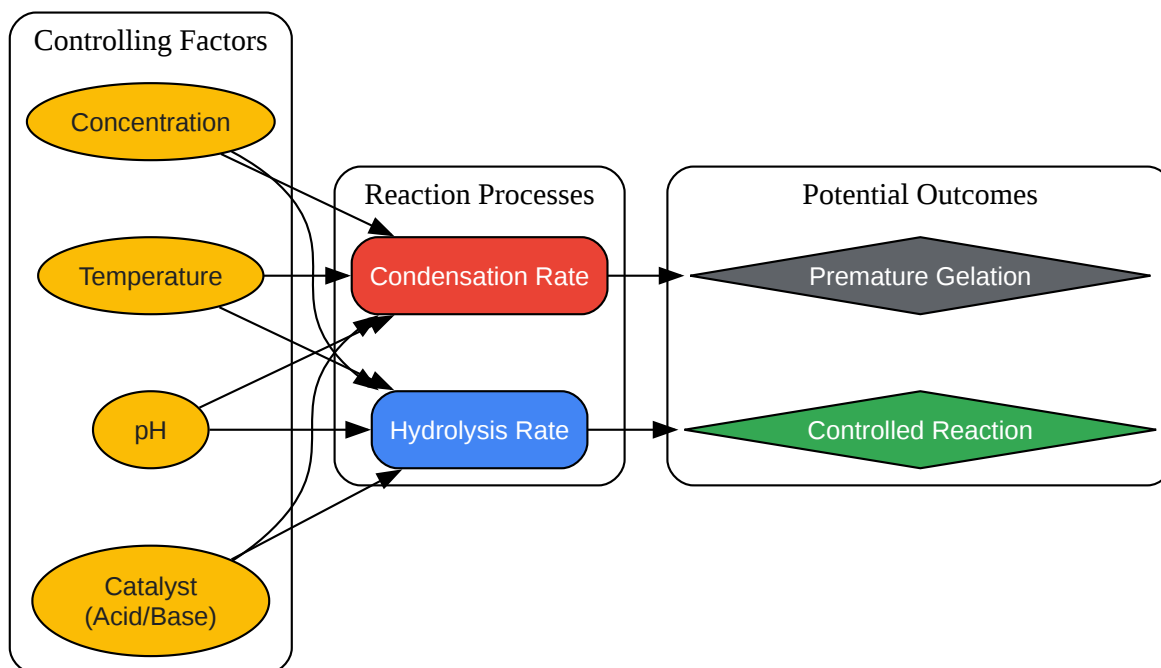 Controlling Factors
Concentration
Temperature
pH
Catalyst
(Acid/Base)
Reaction Processes
Condensation Rate
Hydrolysis Rate
Potential Outcomes
Premature Gelation
Controlled Reaction